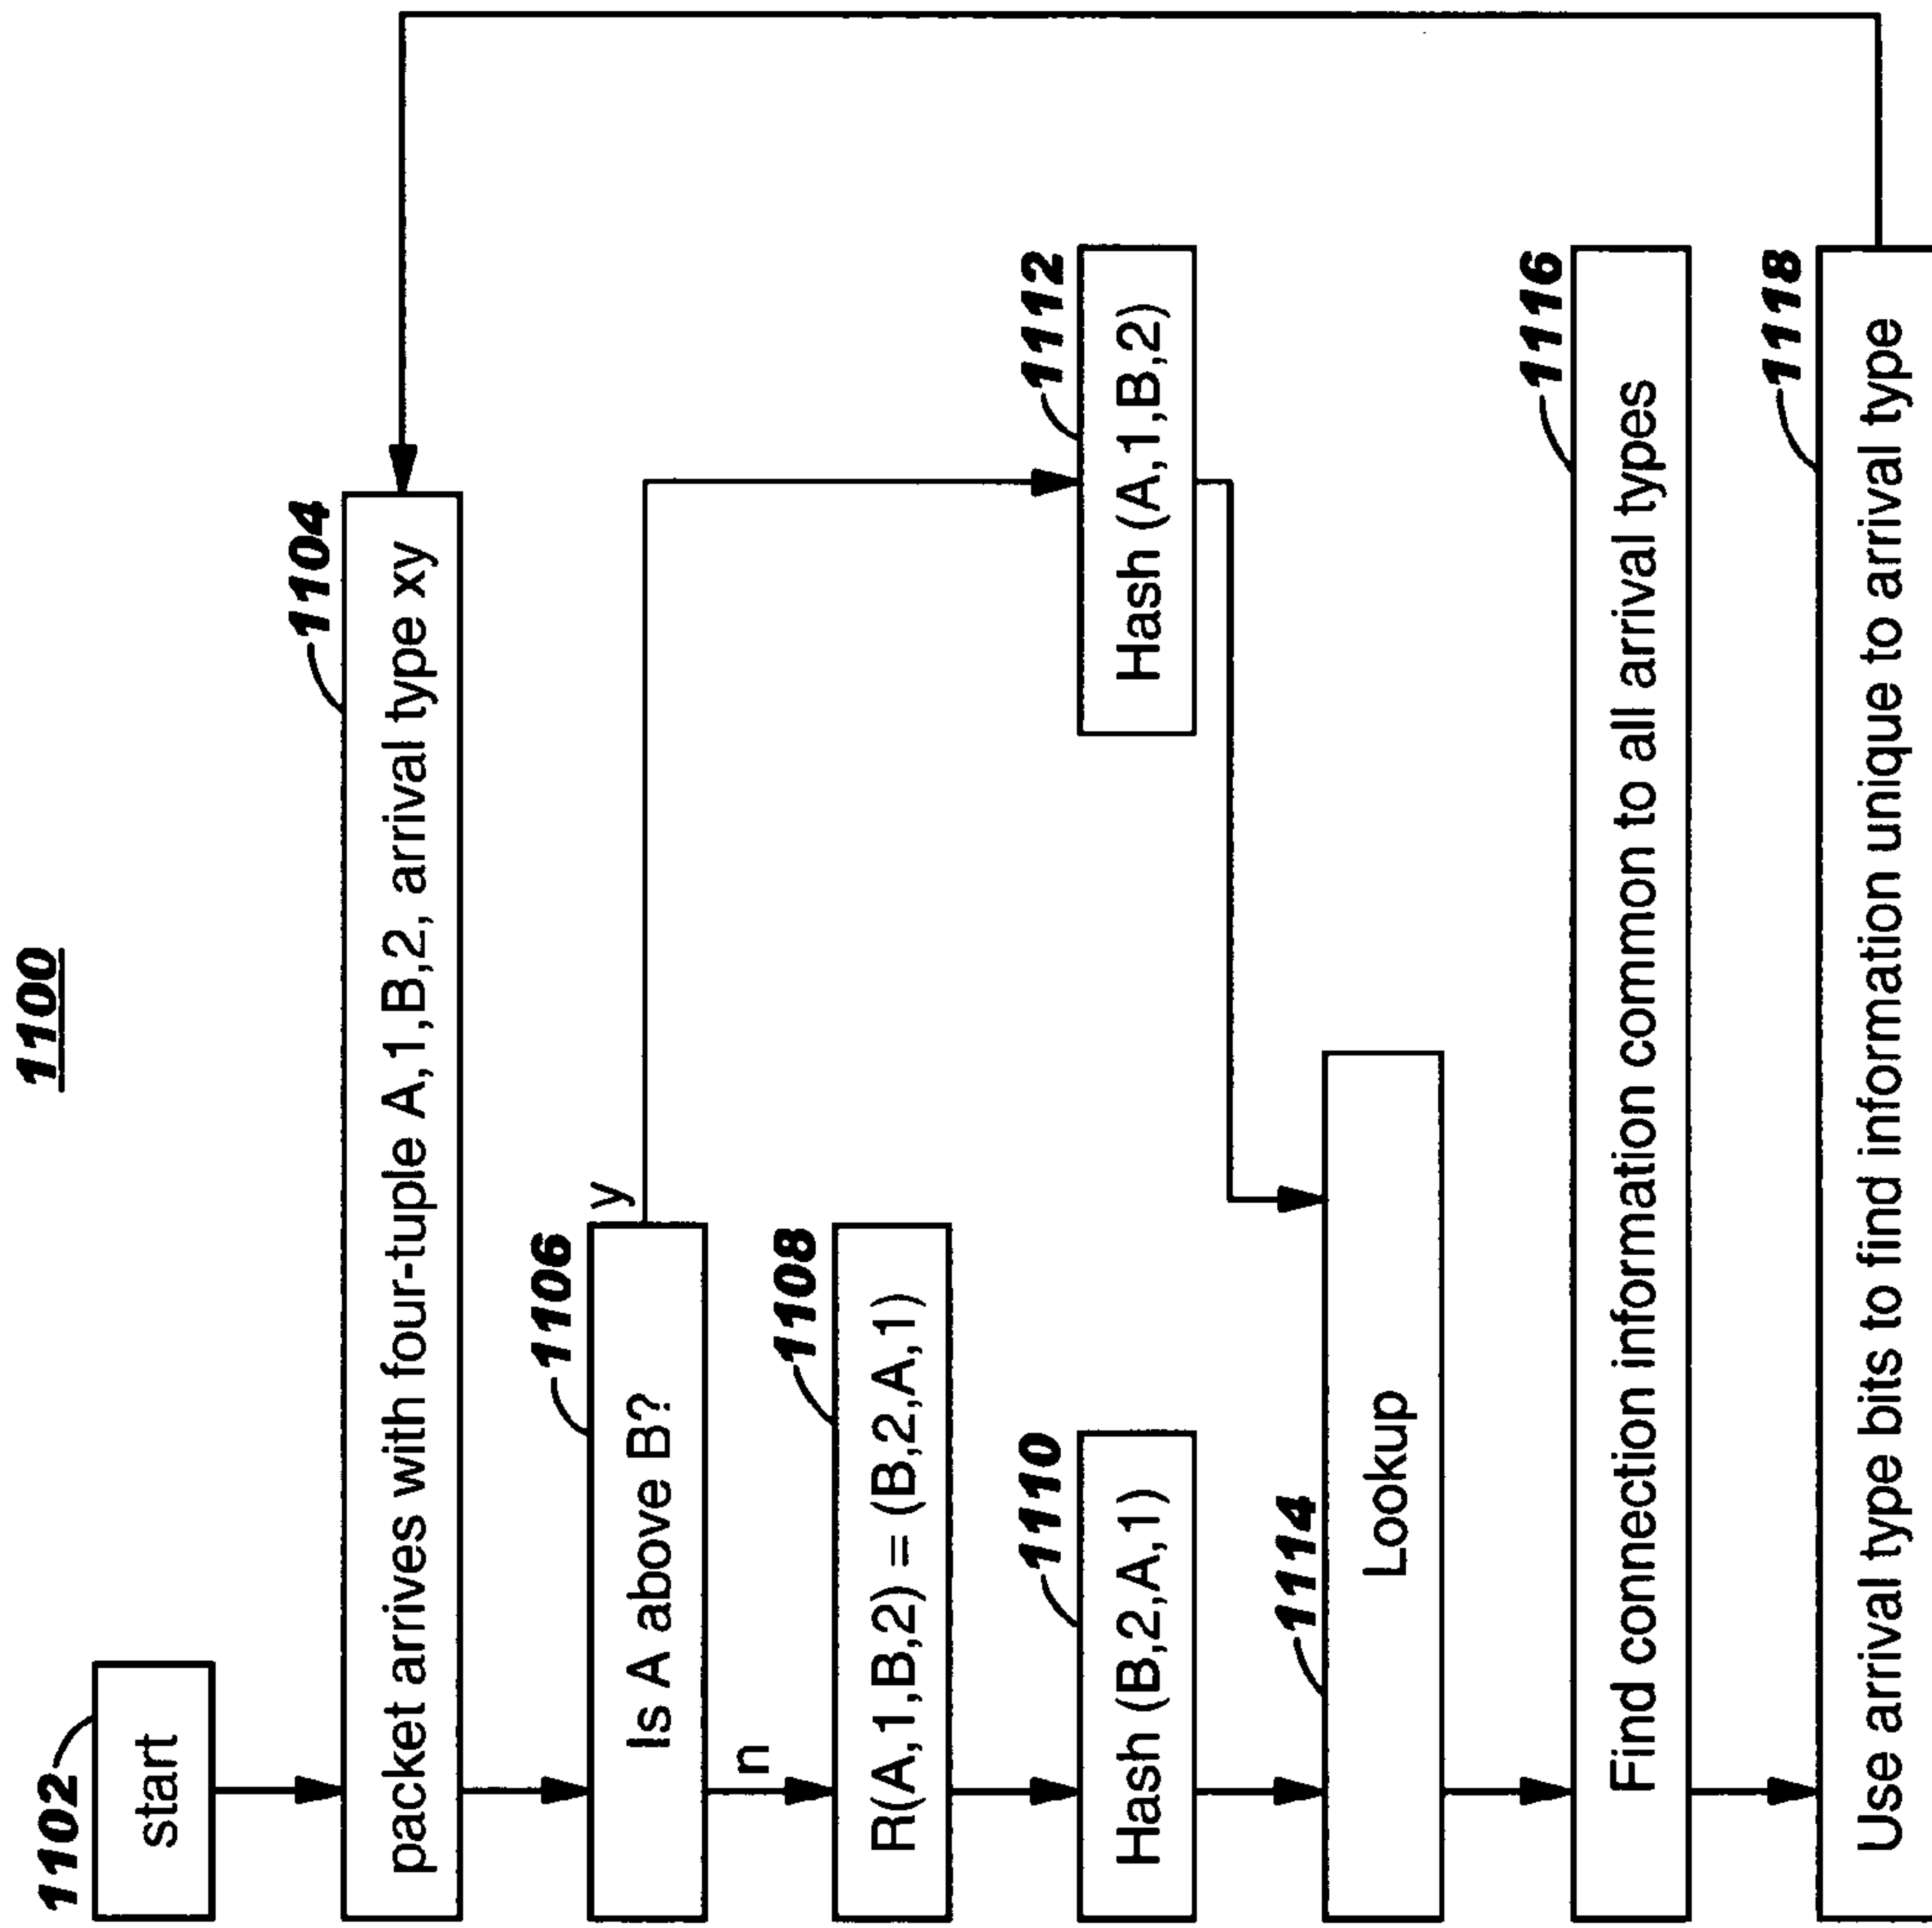 1100
1102
start
1104
packet arrives with four-tuple A,1,B,2, arrival type xy
1106
Is A above B?
y
n
1108
R(A,1,B,2) = (B,2,A,1)
1110
Hash (B,2,A,1)
1112
Hash (A,1,B,2)
1114
Lookup
1116
Find connection information common to all arrival types
1118
Use arrival type bits to find information unique to arrival type